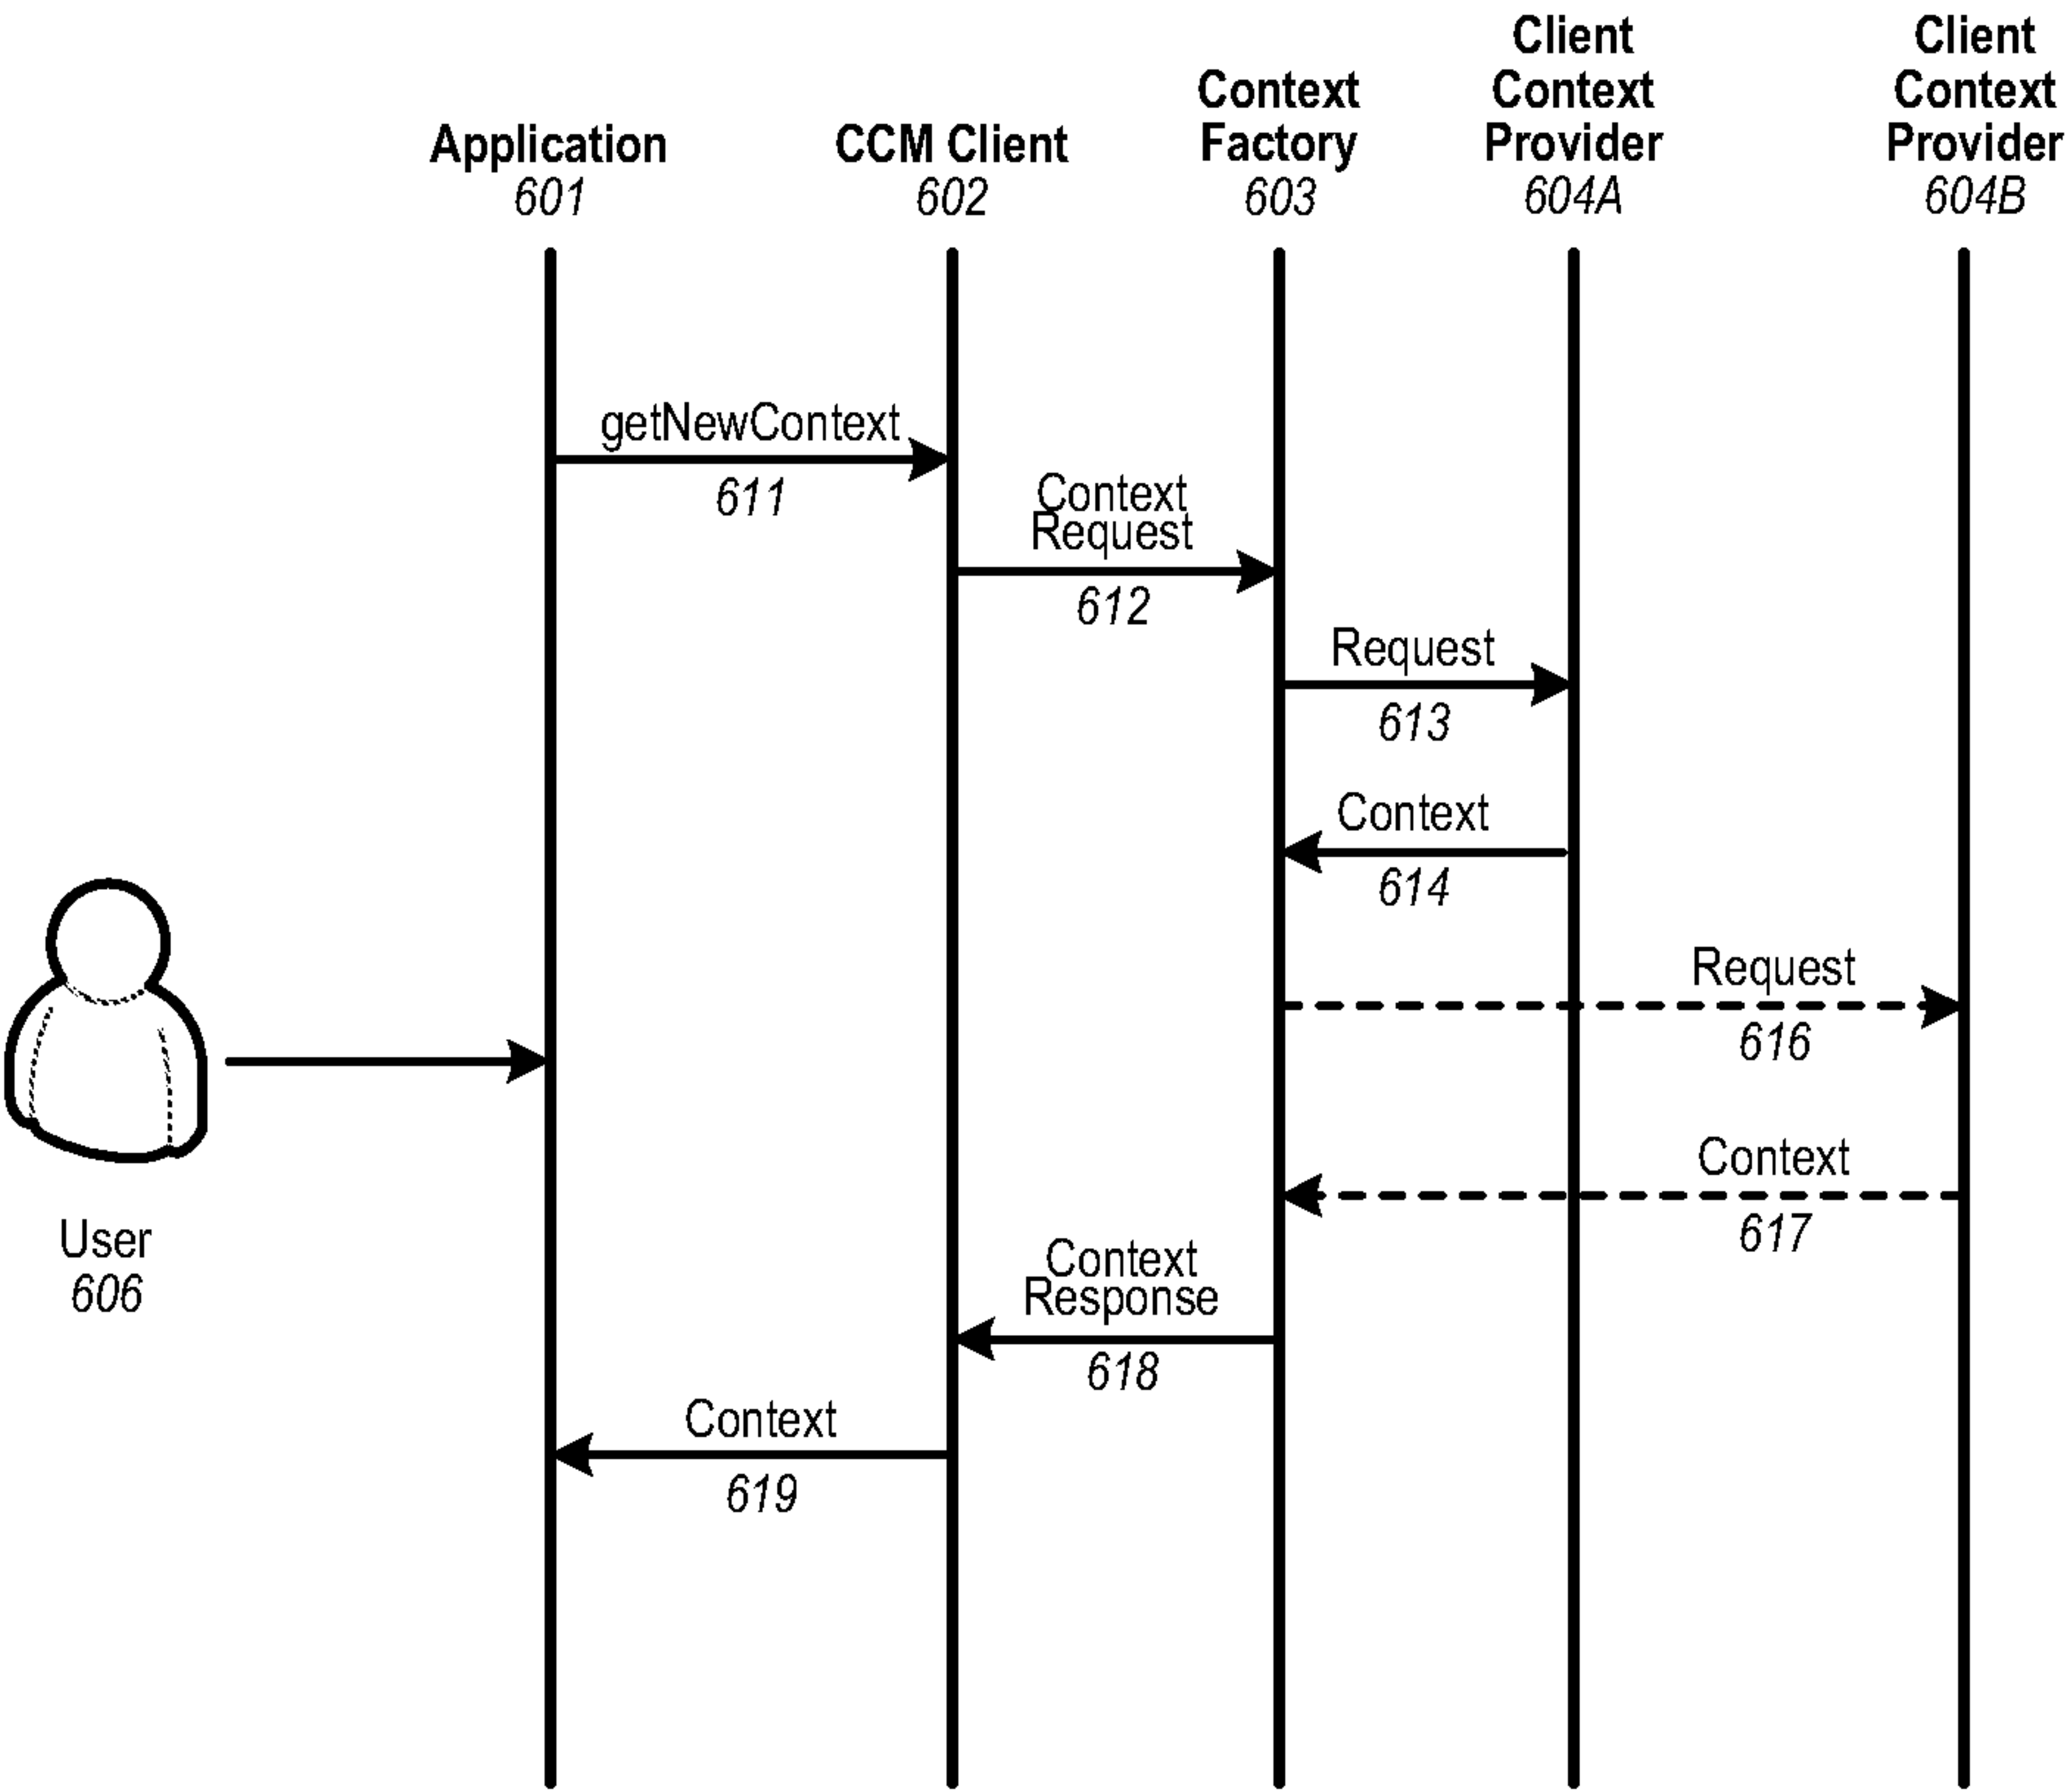 Application
601
CCM Client
602
Context
Factory
603
Client
Context
Provider
604A
Client
Context
Provider
604B
getNewContext
611
Context
Request
612
Request
613
Context
614
Request
616
Context
617
User
606
Context
Response
618
Context
619